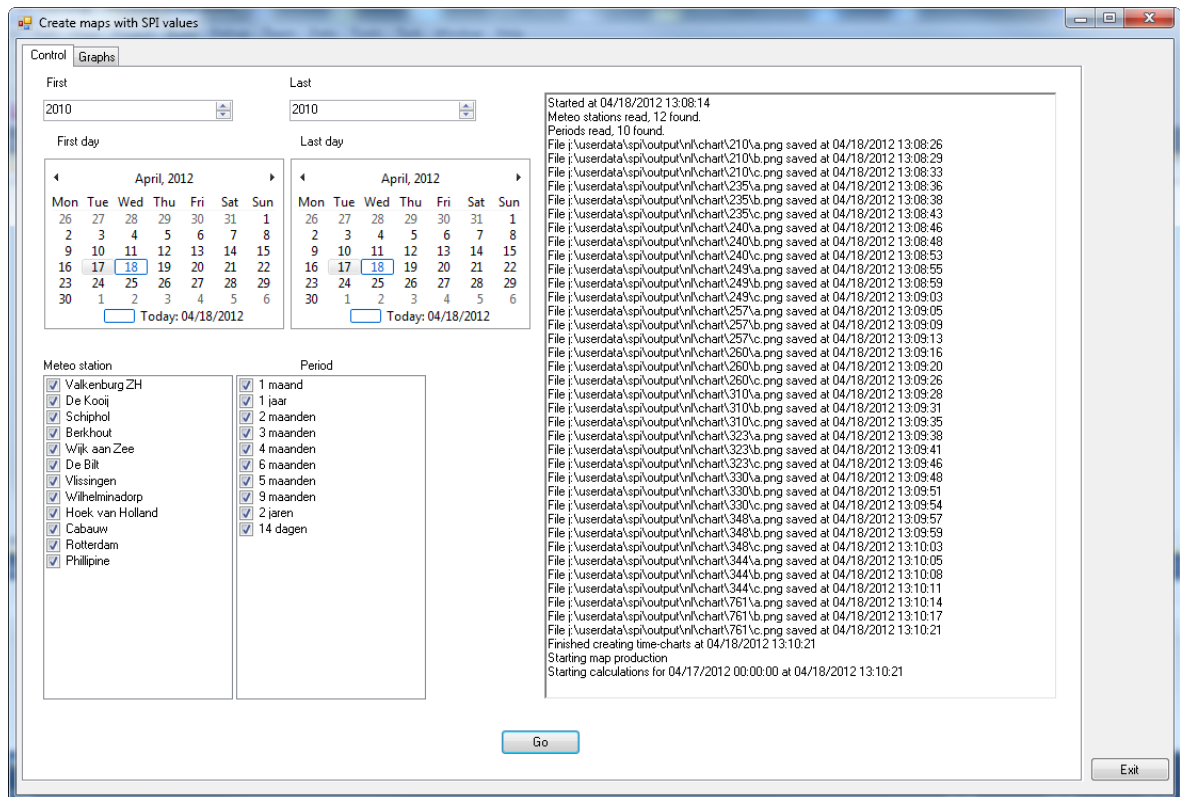 Create maps with SPI values
Control Graphs
First Last
2010 2010
First day Last day
April, 2012 April, 2012
Mon Tue Wed Thu Fri Sat Sun Mon Tue Wed Thu Fri Sat Sun
26 27 28 29 30 31 1 26 27 28 29 30 31 1
2 3 4 5 6 7 8 2 3 4 5 6 7 8
9 10 11 12 13 14 15 9 10 11 12 13 14 15
16 17 18 19 20 21 22 16 17 18 19 20 21 22
23 24 25 26 27 28 29 23 24 25 26 27 28 29
30 1 2 3 4 5 6 30 1 2 3 4 5 6
Today: 04/18/2012 Today: 04/18/2012
Meteo station Period
Valkenburg ZH 1 maand
De Kooij 1 jaar
Schiphol 2 maanden
Berkhout 3 maanden
Wijk aan Zee 4 maanden
De Bilt 6 maanden
Vlissingen 5 maanden
Wilhelminadorp 9 maanden
Hoek van Holland 2 jaren
Cabauw 14 dagen
Rotterdam
Phillipine
Started at 04/18/2012 13:08:14
Meteo stations read, 12 found.
Periods read, 10 found.
File j:\userdata\spi\output\nl\chart\210\a.png saved at 04/18/2012 13:08:26
File j:\userdata\spi\output\nl\chart\210\b.png saved at 04/18/2012 13:08:29
File j:\userdata\spi\output\nl\chart\210\c.png saved at 04/18/2012 13:08:33
File j:\userdata\spi\output\nl\chart\235\a.png saved at 04/18/2012 13:08:36
File j:\userdata\spi\output\nl\chart\235\b.png saved at 04/18/2012 13:08:38
File j:\userdata\spi\output\nl\chart\235\c.png saved at 04/18/2012 13:08:43
File j:\userdata\spi\output\nl\chart\240\a.png saved at 04/18/2012 13:08:46
File j:\userdata\spi\output\nl\chart\240\b.png saved at 04/18/2012 13:08:48
File j:\userdata\spi\output\nl\chart\240\c.png saved at 04/18/2012 13:08:53
File j:\userdata\spi\output\nl\chart\249\a.png saved at 04/18/2012 13:08:55
File j:\userdata\spi\output\nl\chart\249\b.png saved at 04/18/2012 13:08:59
File j:\userdata\spi\output\nl\chart\249\c.png saved at 04/18/2012 13:09:03
File j:\userdata\spi\output\nl\chart\257\a.png saved at 04/18/2012 13:09:05
File j:\userdata\spi\output\nl\chart\257\b.png saved at 04/18/2012 13:09:09
File j:\userdata\spi\output\nl\chart\257\c.png saved at 04/18/2012 13:09:13
File j:\userdata\spi\output\nl\chart\260\a.png saved at 04/18/2012 13:09:16
File j:\userdata\spi\output\nl\chart\260\b.png saved at 04/18/2012 13:09:20
File j:\userdata\spi\output\nl\chart\260\c.png saved at 04/18/2012 13:09:26
File j:\userdata\spi\output\nl\chart\310\a.png saved at 04/18/2012 13:09:28
File j:\userdata\spi\output\nl\chart\310\b.png saved at 04/18/2012 13:09:31
File j:\userdata\spi\output\nl\chart\310\c.png saved at 04/18/2012 13:09:35
File j:\userdata\spi\output\nl\chart\323\a.png saved at 04/18/2012 13:09:38
File j:\userdata\spi\output\nl\chart\323\b.png saved at 04/18/2012 13:09:41
File j:\userdata\spi\output\nl\chart\323\c.png saved at 04/18/2012 13:09:46
File j:\userdata\spi\output\nl\chart\330\a.png saved at 04/18/2012 13:09:48
File j:\userdata\spi\output\nl\chart\330\b.png saved at 04/18/2012 13:09:51
File j:\userdata\spi\output\nl\chart\330\c.png saved at 04/18/2012 13:09:54
File j:\userdata\spi\output\nl\chart\348\a.png saved at 04/18/2012 13:09:57
File j:\userdata\spi\output\nl\chart\348\b.png saved at 04/18/2012 13:09:59
File j:\userdata\spi\output\nl\chart\348\c.png saved at 04/18/2012 13:10:03
File j:\userdata\spi\output\nl\chart\344\a.png saved at 04/18/2012 13:10:05
File j:\userdata\spi\output\nl\chart\344\b.png saved at 04/18/2012 13:10:08
File j:\userdata\spi\output\nl\chart\344\c.png saved at 04/18/2012 13:10:11
File j:\userdata\spi\output\nl\chart\761\a.png saved at 04/18/2012 13:10:14
File j:\userdata\spi\output\nl\chart\761\b.png saved at 04/18/2012 13:10:17
File j:\userdata\spi\output\nl\chart\761\c.png saved at 04/18/2012 13:10:21
Finished creating time-charts at 04/18/2012 13:10:21
Starting map production
Starting calculations for 04/17/2012 00:00:00 at 04/18/2012 13:10:21
Go
Exit